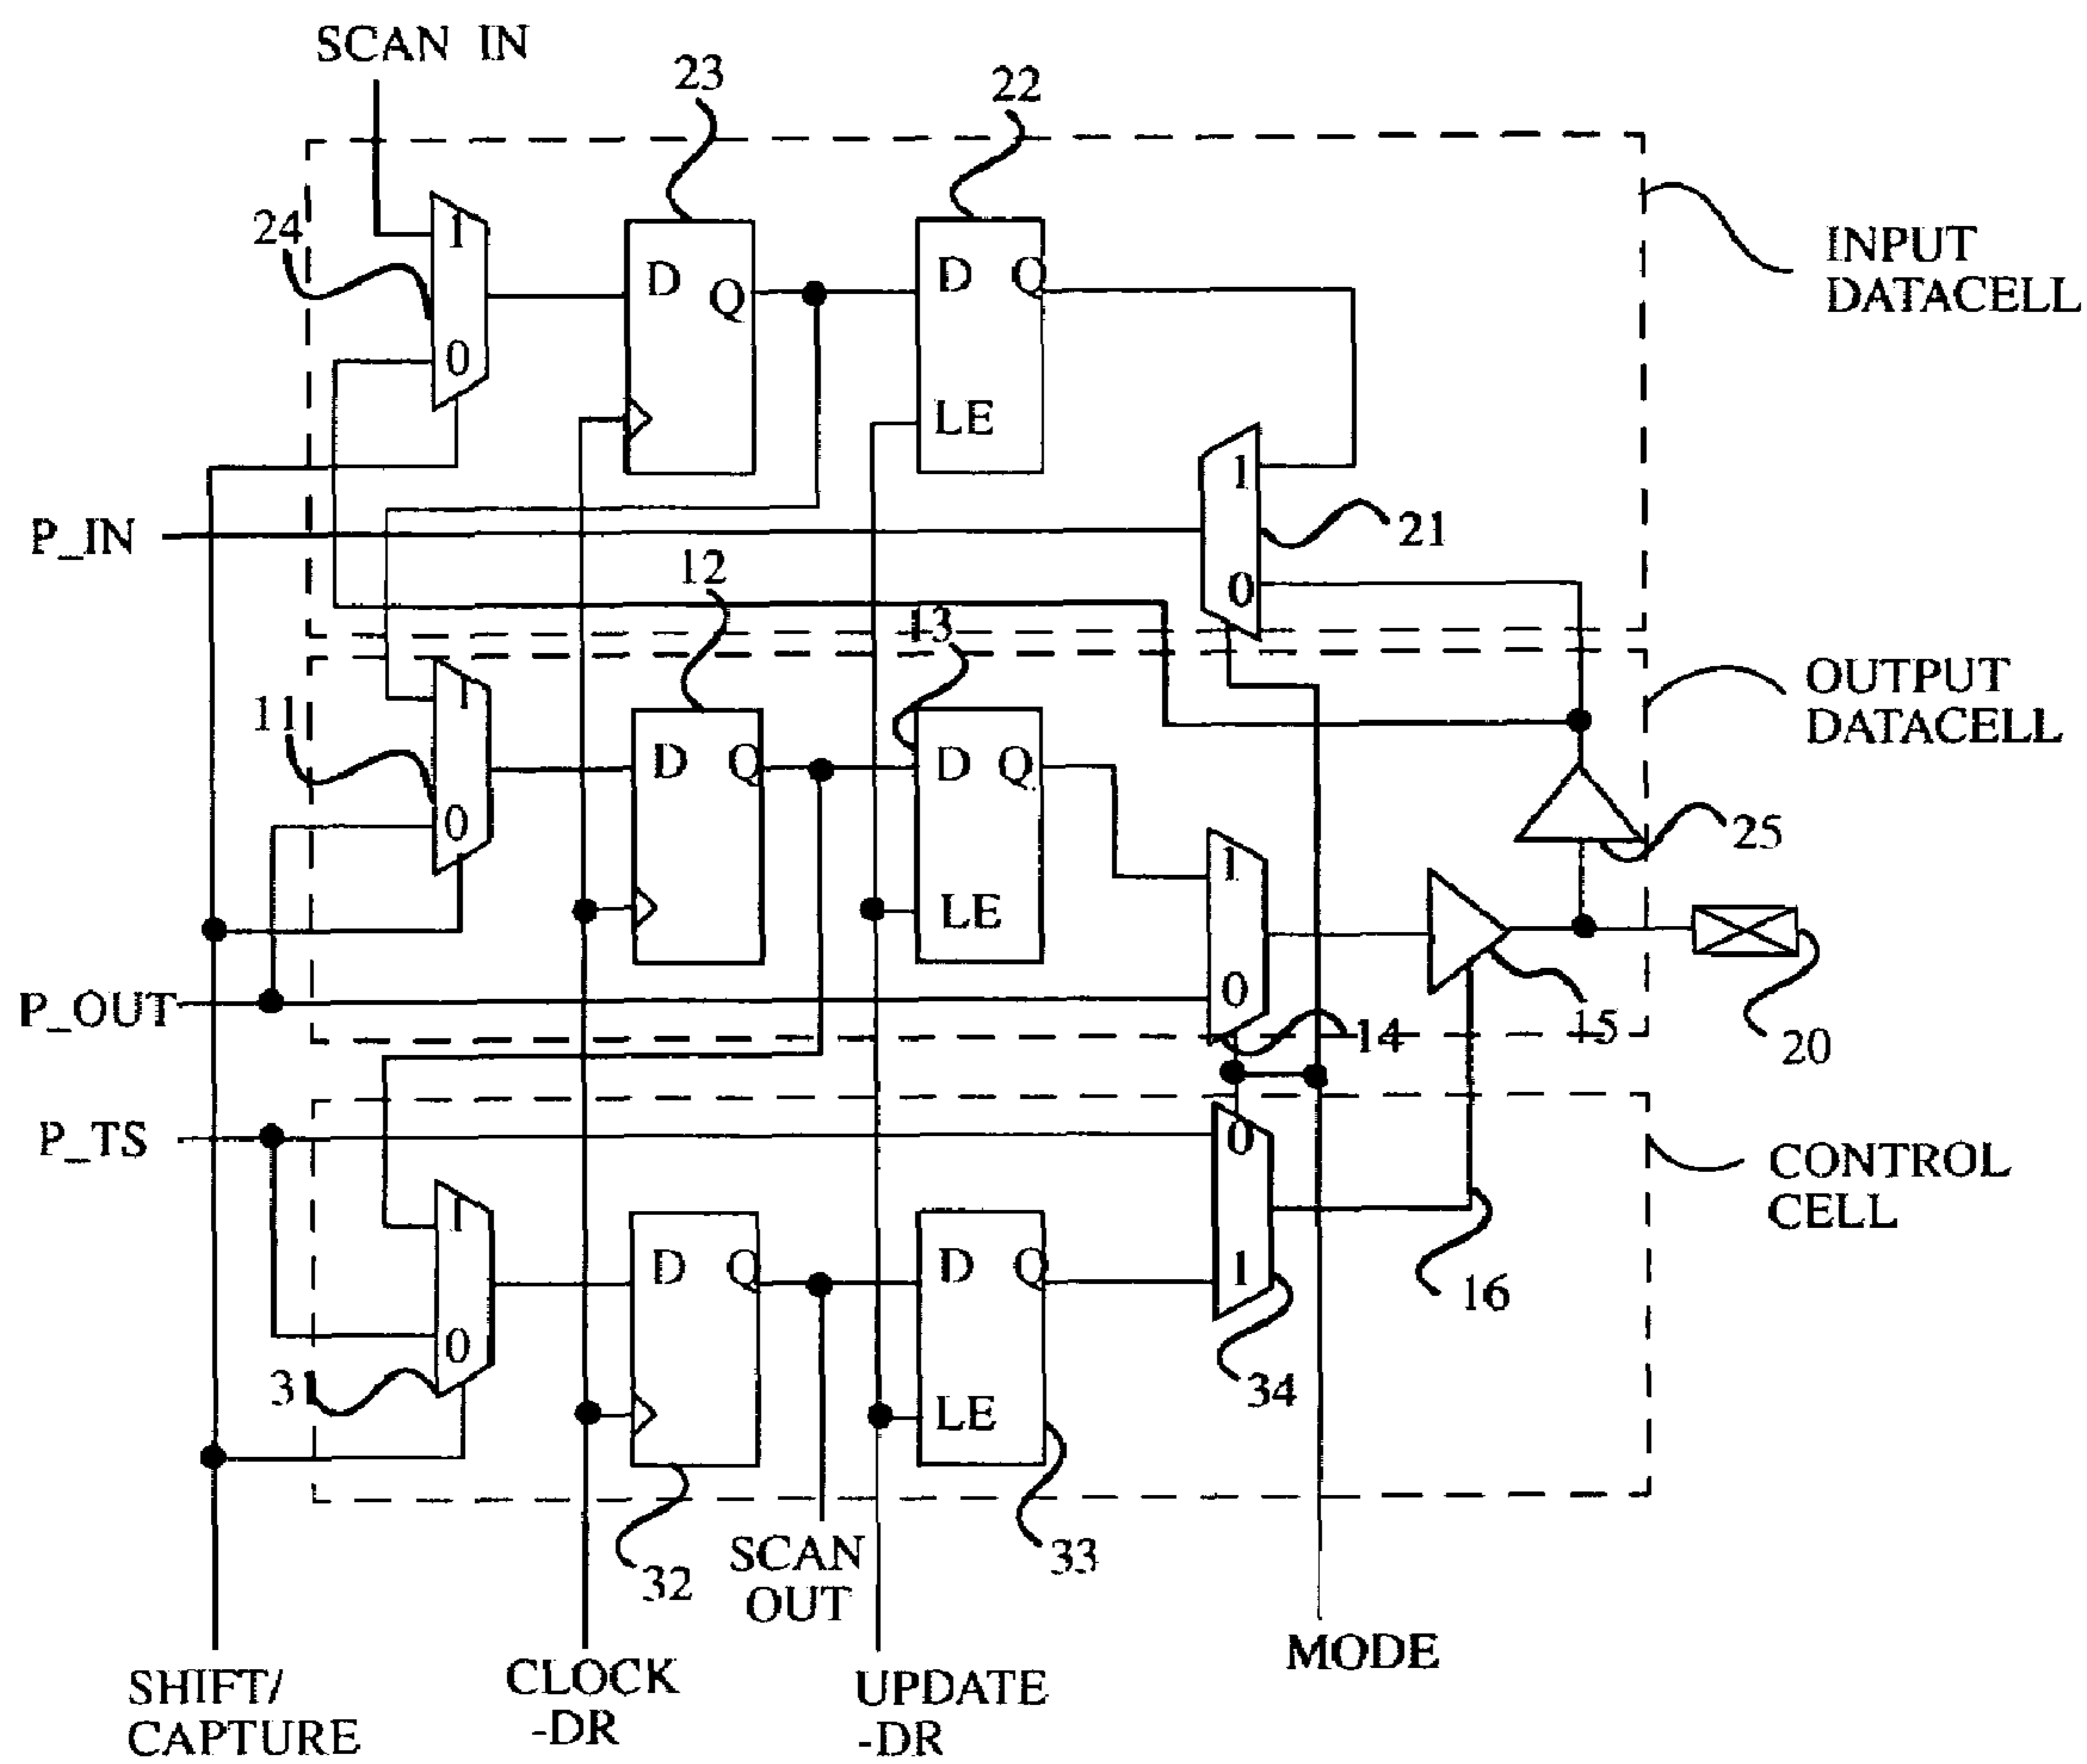 SCAN IN
23
22
24
1
0
D
Q
D
Q
LE
INPUT
DATACELL
P_IN
1
0
21
12
13
11
1
0
D
Q
D
Q
LE
OUTPUT
DATACELL
25
1
0
P_OUT
14
15
20
P_TS
0
1
CONTROL
CELL
1
0
31
D
Q
D
Q
LE
16
34
32
SCAN
OUT
33
MODE
SHIFT/
CAPTURE
CLOCK
-DR
UPDATE
-DR